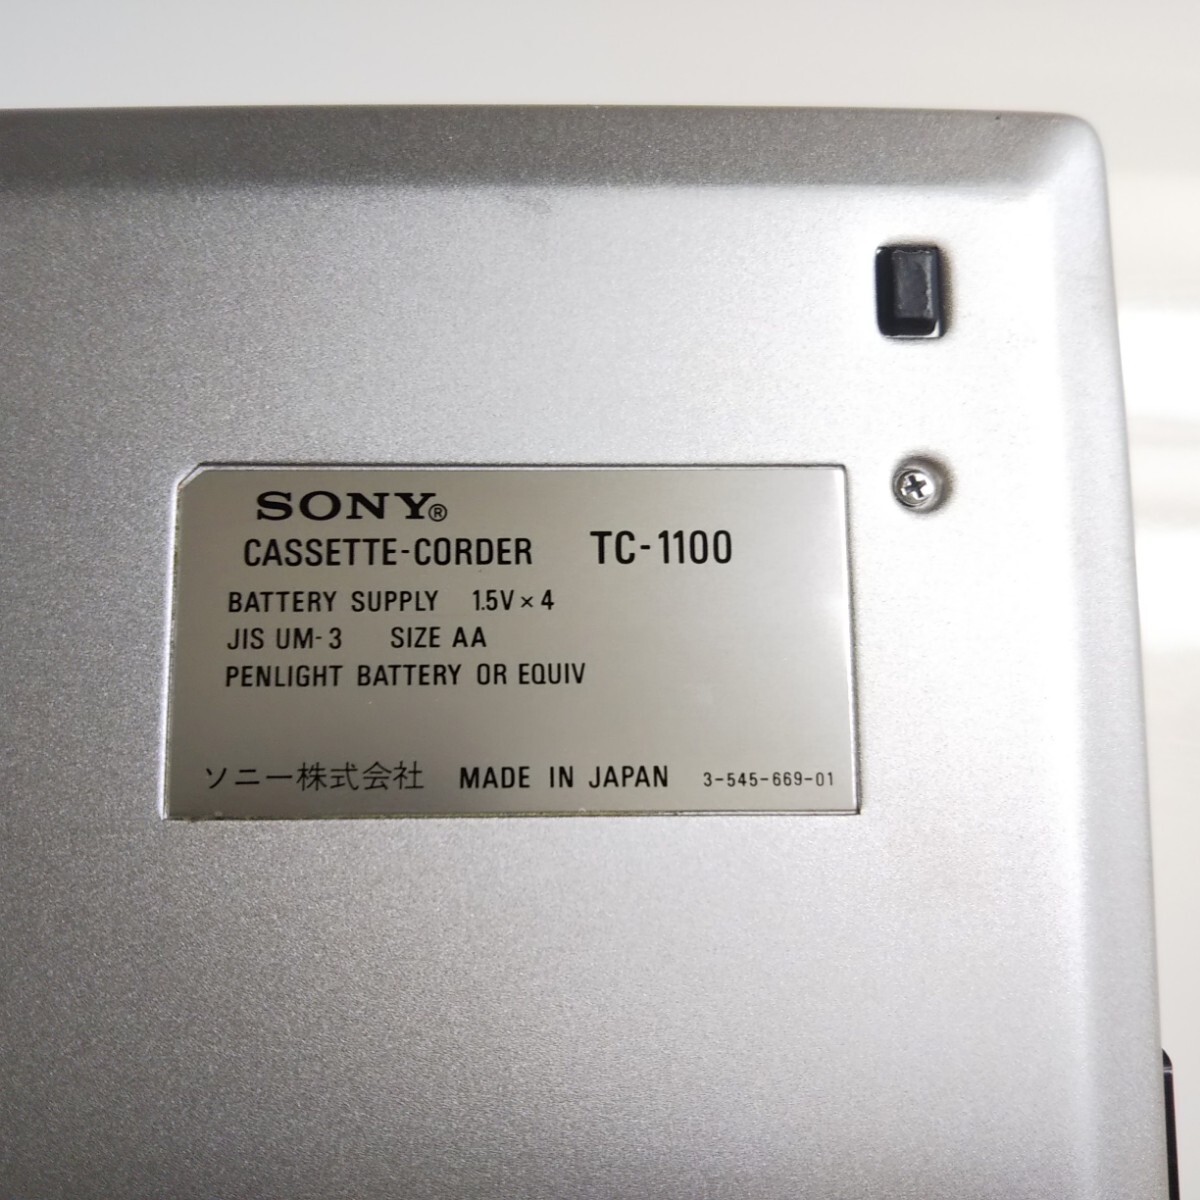 SONY®
CASSETTE-CORDER TC-1100
BATTERY SUPPLY 1.5V×4
JIS UM-3 SIZE AA
PENLIGHT BATTERY OR EQUIV
ソニー株式会社 MADE IN JAPAN 3-545-669-01